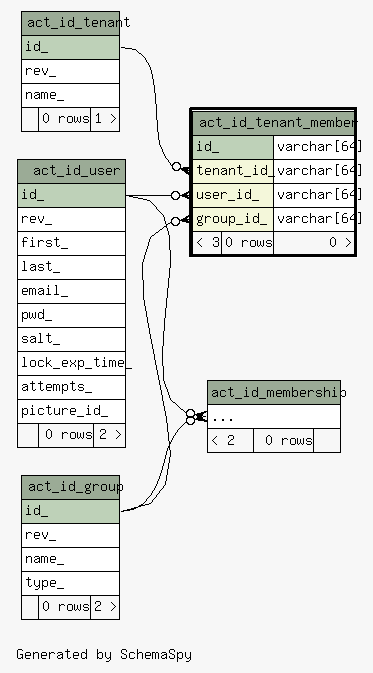 act_id_tenant
id_
rev_
name_
0 rows 1 >
act_id_tenant_member
id_ varchar[64]
tenant_id_ varchar[64]
user_id_ varchar[64]
group_id_ varchar[64]
< 3 0 rows 0 >
act_id_user
id_
rev_
first_
last_
email_
pwd_
salt_
lock_exp_time_
attempts_
picture_id_
0 rows 2 >
act_id_membership
...
< 2 0 rows
act_id_group
id_
rev_
name_
type_
0 rows 2 >
Generated by SchemaSpy